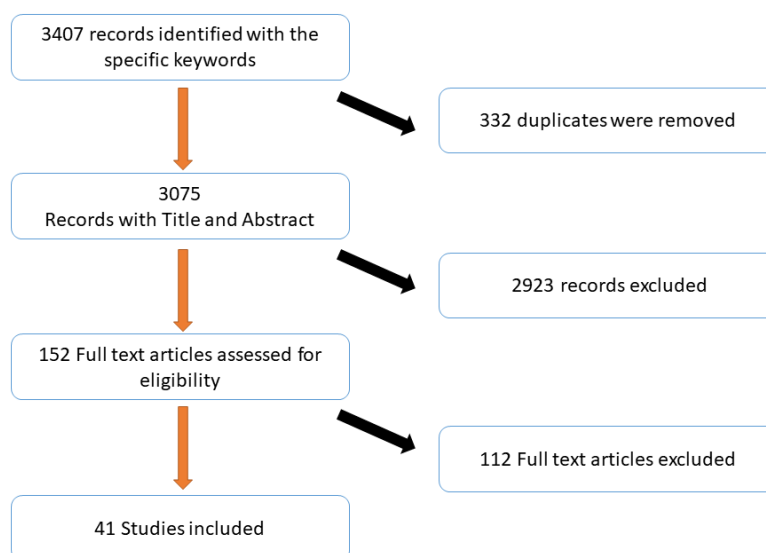 3407 records identified with the
specific keywords
332 duplicates were removed
3075
Records with Title and Abstract
2923 records excluded
152 Full text articles assessed for
eligibility
112 Full text articles excluded
41 Studies included